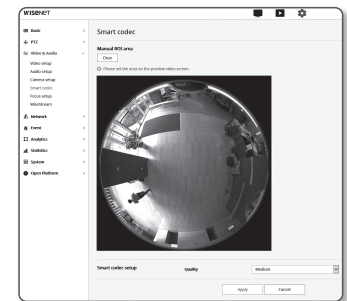 WISENET
Basic
PTZ
Video & Audio
Video setup
Audio setup
Camera setup
Smart codec
Focus setup
WiseStream
Network
Event
Analytics
Statistics
System
Open Platform
Smart codec
Manual ROI area
Clear
Please set the area on the preview video screen.
Smart codec setup
Quality
Medium
Apply
Cancel